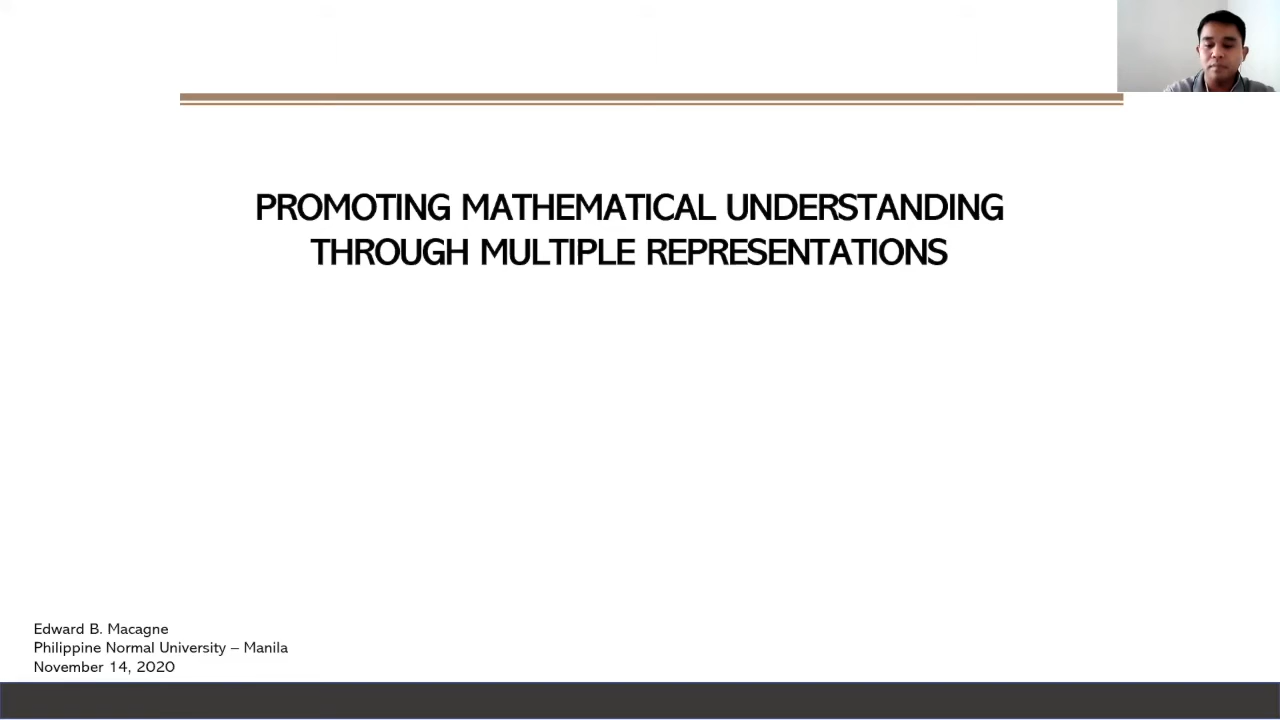 PROMOTING MATHEMATICAL UNDERSTANDING
THROUGH MULTIPLE REPRESENTATIONS
Edward B. Macagne
Philippine Normal University – Manila
November 14, 2020